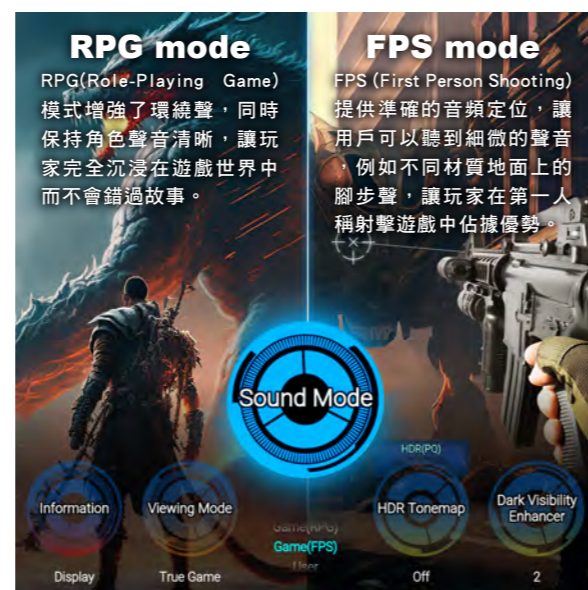 RPG mode
RPG(Role-Playing Game)
模式增強了環繞聲，同時
保持角色聲音清晰，讓玩
家完全沉浸在遊戲世界中
而不會錯過故事。
FPS mode
FPS (First Person Shooting)
提供準確的音頻定位，讓
用戶可以聽到細微的聲音
，例如不同材質地面上的
腳步聲，讓玩家在第一人
稱射擊遊戲中佔據優勢。
Sound Mode
HDR(PQ)
Information
Viewing Mode
HDR Tonemap
Dark Visibility
Enhancer
Game(RPG)
Game(FPS)
User
Display
True Game
Off
2